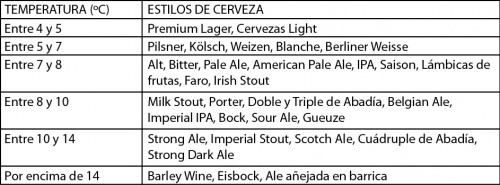 TEMPERATURA (ºC) ESTILOS DE CERVEZA
Entre 4 y 5 Premium Lager, Cervezas Light
Entre 5 y 7 Pilsner, Kölsch, Weizen, Blanche, Berliner Weisse
Entre 7 y 8 Alt, Bitter, Pale Ale, American Pale Ale, IPA, Saison, Lámbicas de
frutas, Faro, Irish Stout
Entre 8 y 10 Milk Stout, Porter, Doble y Triple de Abadía, Belgian Ale,
Imperial IPA, Bock, Sour Ale, Gueuze
Entre 10 y 14 Strong Ale, Imperial Stout, Scotch Ale, Cuádruple de Abadía,
Strong Dark Ale
Por encima de 14 Barley Wine, Eisbock, Ale añejada en barrica